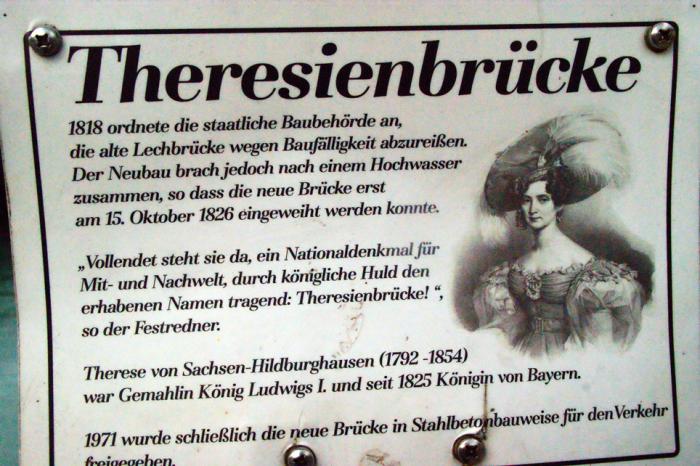 Theresienbrücke
1818 ordnete die staatliche Baubehörde an,
die alte Lechbrücke wegen Baufälligkeit abzureißen.
Der Neubau brach jedoch nach einem Hochwasser
zusammen, so dass die neue Brücke erst
am 15. Oktober 1826 eingeweiht werden konnte.
„Vollendet steht sie da, ein Nationaldenkmal für
Mit- und Nachwelt, durch königliche Huld den
erhabenen Namen tragend: Theresienbrücke! “,
so der Festredner.
Therese von Sachsen-Hildburghausen (1792 -1854)
war Gemahlin König Ludwigs I. und seit 1825 Königin von Bayern.
1971 wurde schließlich die neue Brücke in Stahlbetonbauweise für den Verkehr
freigegeben.